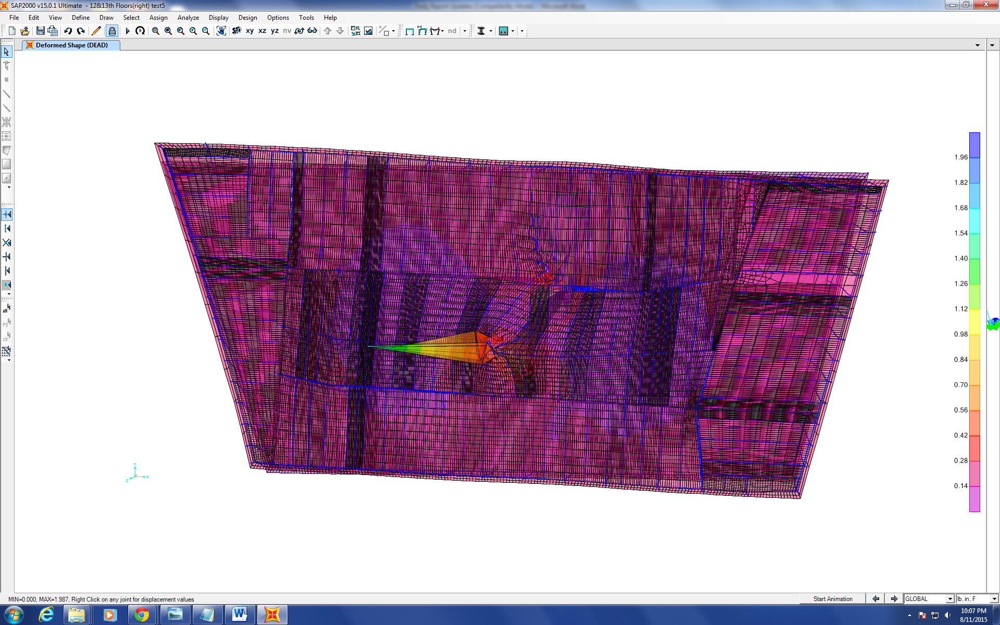 SAP2000 v15.0.1 Ultimate - 12&13th Floors(right) test5
File Edit View Define Draw Select Assign Analyze Display Design Options Tools Help
3D xy xz yz nv nd
Deformed Shape (DEAD)
all
PS
clr
1.96
1.82
1.68
1.54
1.40
1.26
1.12
0.98
0.84
0.70
0.56
0.42
0.28
0.14
Y
Z X
MIN=0.000, MAX=1.987, Right Click on any joint for displacement values
Start Animation
GLOBAL
lb, in, F
10:07 PM
8/11/2015